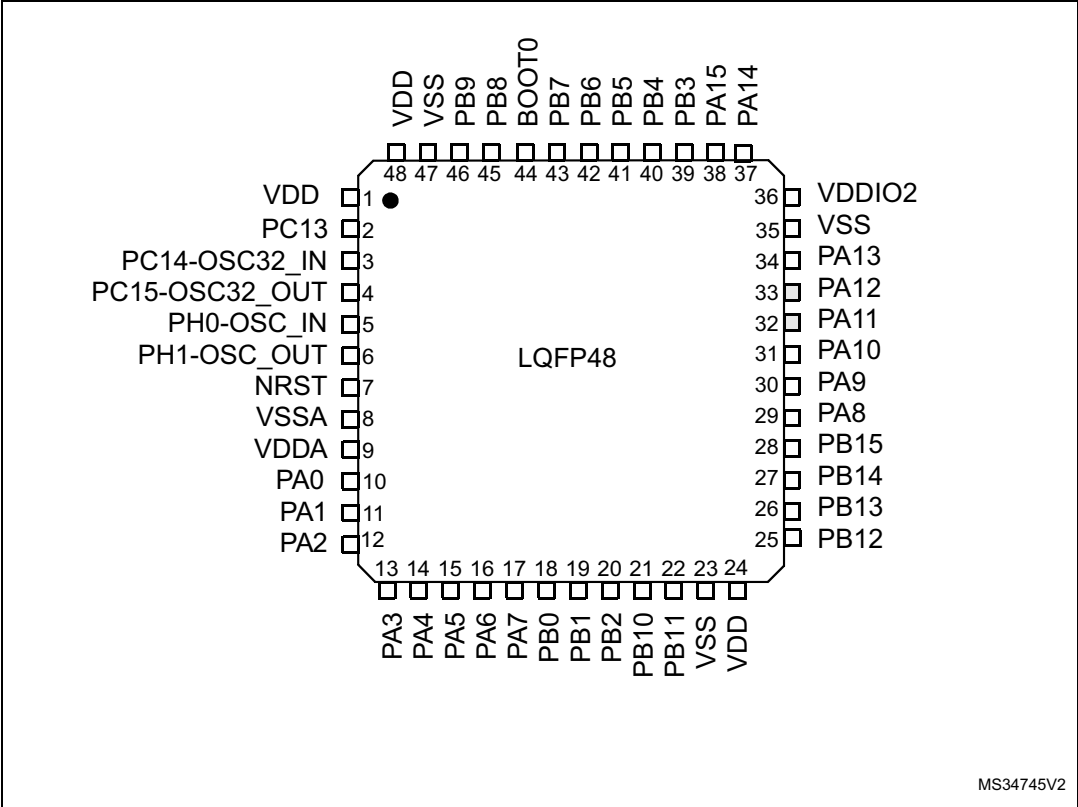 VDD
VSS
PB9
PB8
BOOT0
PB7
PB6
PB5
PB4
PB3
PA15
PA14
48 47 46 45 44 43 42 41 40 39 38 37
VDD 1
PC13 2
PC14-OSC32_IN 3
PC15-OSC32_OUT 4
PH0-OSC_IN 5
PH1-OSC_OUT 6
NRST 7
VSSA 8
VDDA 9
PA0 10
PA1 11
PA2 12
LQFP48
36 VDDIO2
35 VSS
34 PA13
33 PA12
32 PA11
31 PA10
30 PA9
29 PA8
28 PB15
27 PB14
26 PB13
25 PB12
13 14 15 16 17 18 19 20 21 22 23 24
PA3
PA4
PA5
PA6
PA7
PB0
PB1
PB2
PB10
PB11
VSS
VDD
MS34745V2